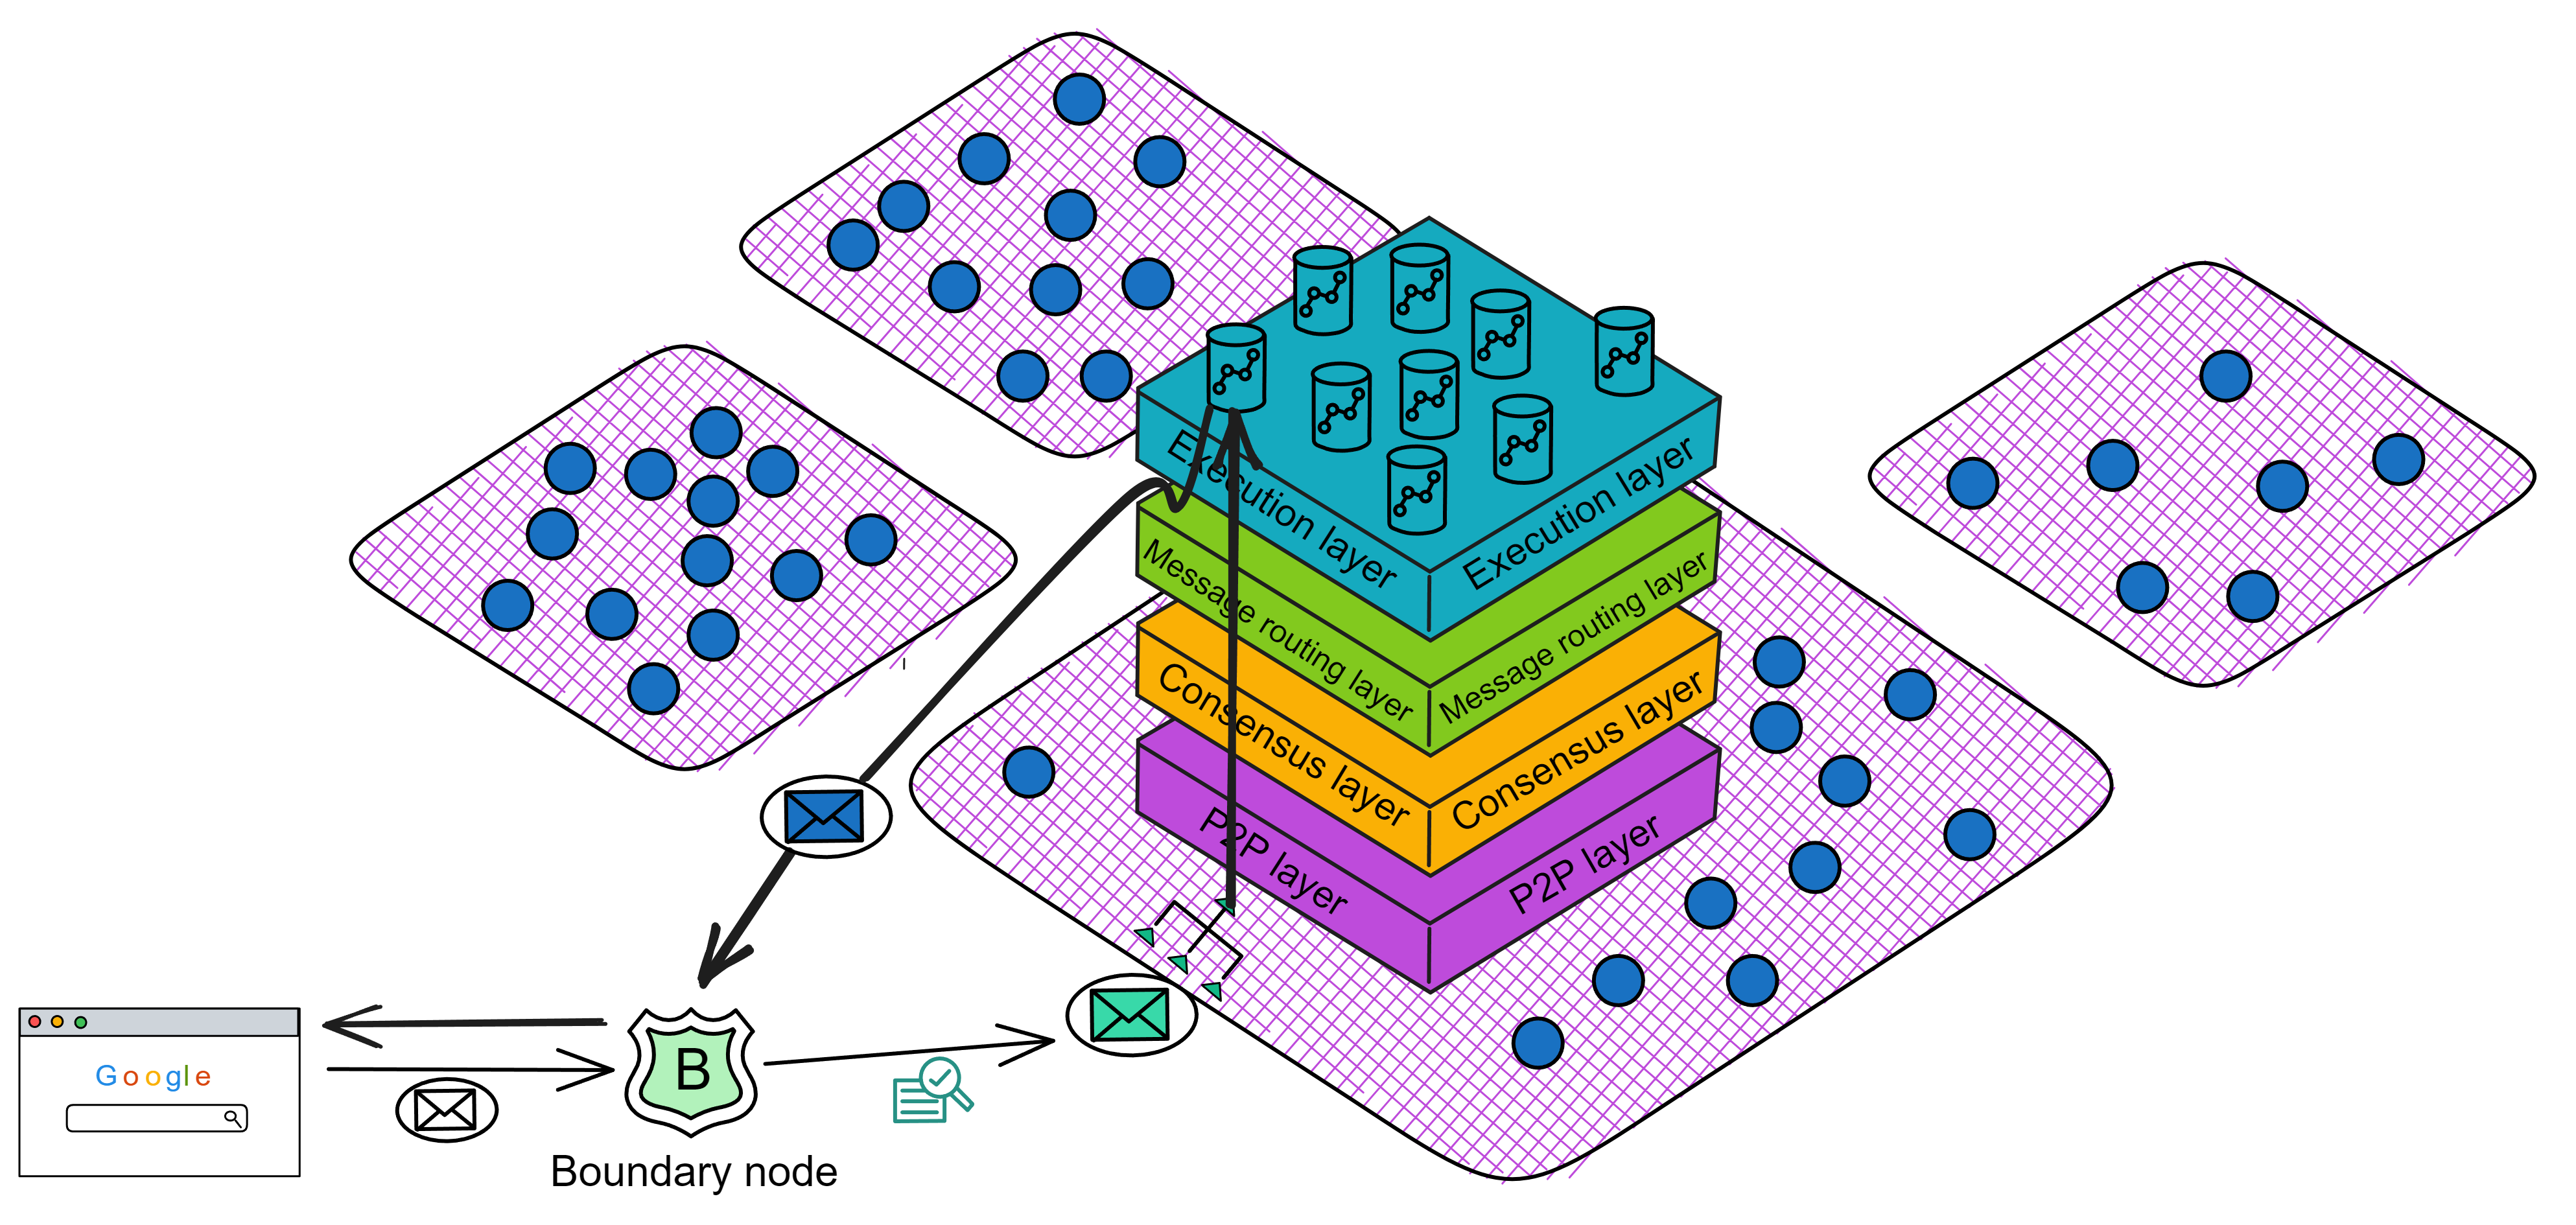 Execution layer
Execution layer
Message routing layer
Message routing layer
Consensus layer
Consensus layer
P2P layer
P2P layer
Google
B
Boundary node